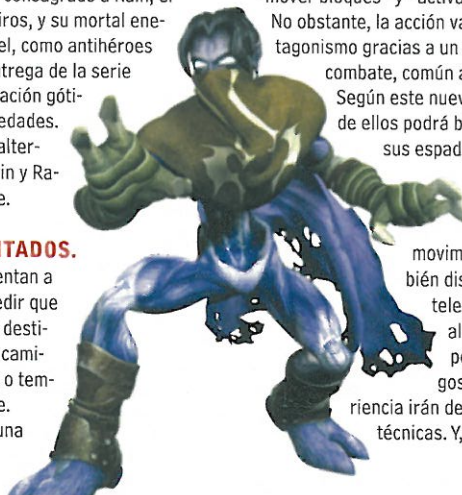 consagrado a Kain, el
iros, y su mortal ene-
el, como antihéroes
trega de la serie
ación góti-
edades.
alter-
in y Ra-
e.
TADOS.
entan a
edir que
desti-
cami-
o tem-
e.
una
mover bloques y activa
No obstante, la acción va
tagonismo gracias a un
combate, común a
Según este nuev
de ellos podrá b
sus espad
movim
bién dis
tele
al
pe
gos
riencia irán de
técnicas. Y,